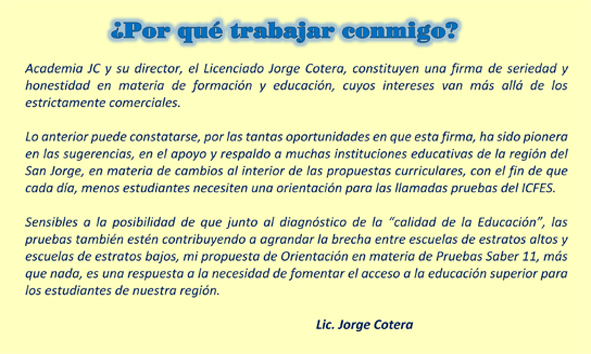 ¿Por qué trabajar conmigo?
Academia JC y su director, el Licenciado Jorge Cotera, constituyen una firma de seriedad y
honestidad en materia de formación y educación, cuyos intereses van más allá de los
estrictamente comerciales.
Lo anterior puede constatarse, por las tantas oportunidades en que esta firma, ha sido pionera
en las sugerencias, en el apoyo y respaldo a muchas instituciones educativas de la región del
San Jorge, en materia de cambios al interior de las propuestas curriculares, con el fin de que
cada día, menos estudiantes necesiten una orientación para las llamadas pruebas del ICFES.
Sensibles a la posibilidad de que junto al diagnóstico de la “calidad de la Educación”, las
pruebas también estén contribuyendo a agrandar la brecha entre escuelas de estratos altos y
escuelas de estratos bajos, mi propuesta de Orientación en materia de Pruebas Saber 11, más
que nada, es una respuesta a la necesidad de fomentar el acceso a la educación superior para
los estudiantes de nuestra región.
Lic. Jorge Cotera